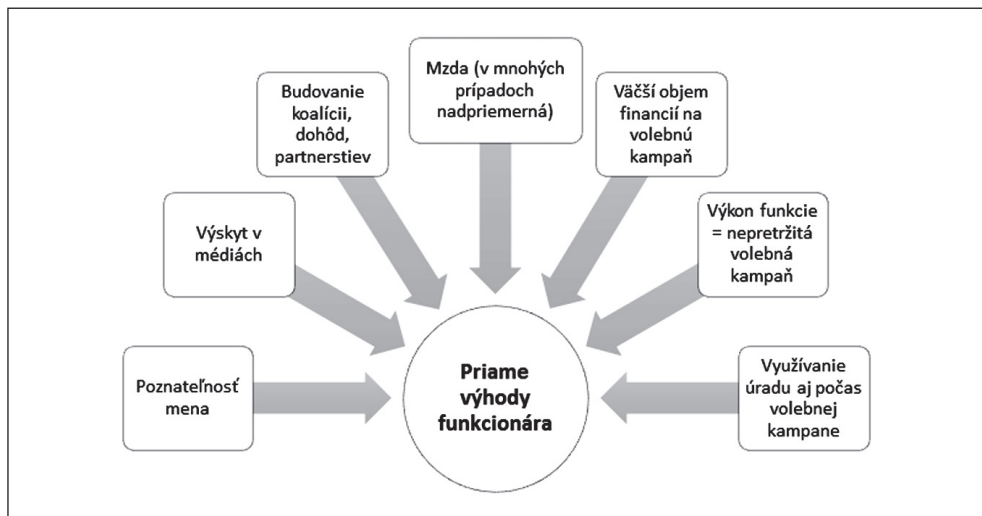 Poznateľnosť
mena
Výskyt v
médiách
Budovanie
koalícii,
dohôd,
partnerstiev
Mzda (v mnohých
prípadoch
nadpriemerná)
Väčší objem
financií na
volebnú
kampaň
Výkon funkcie
= nepretržitá
volebná
kampaň
Využívanie
úradu aj počas
volebnej
kampane
Priame
výhody
funkcionára